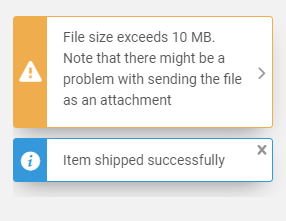 File size exceeds 10 MB.
Note that there might be a
problem with sending the file
as an attachment
Item shipped successfully